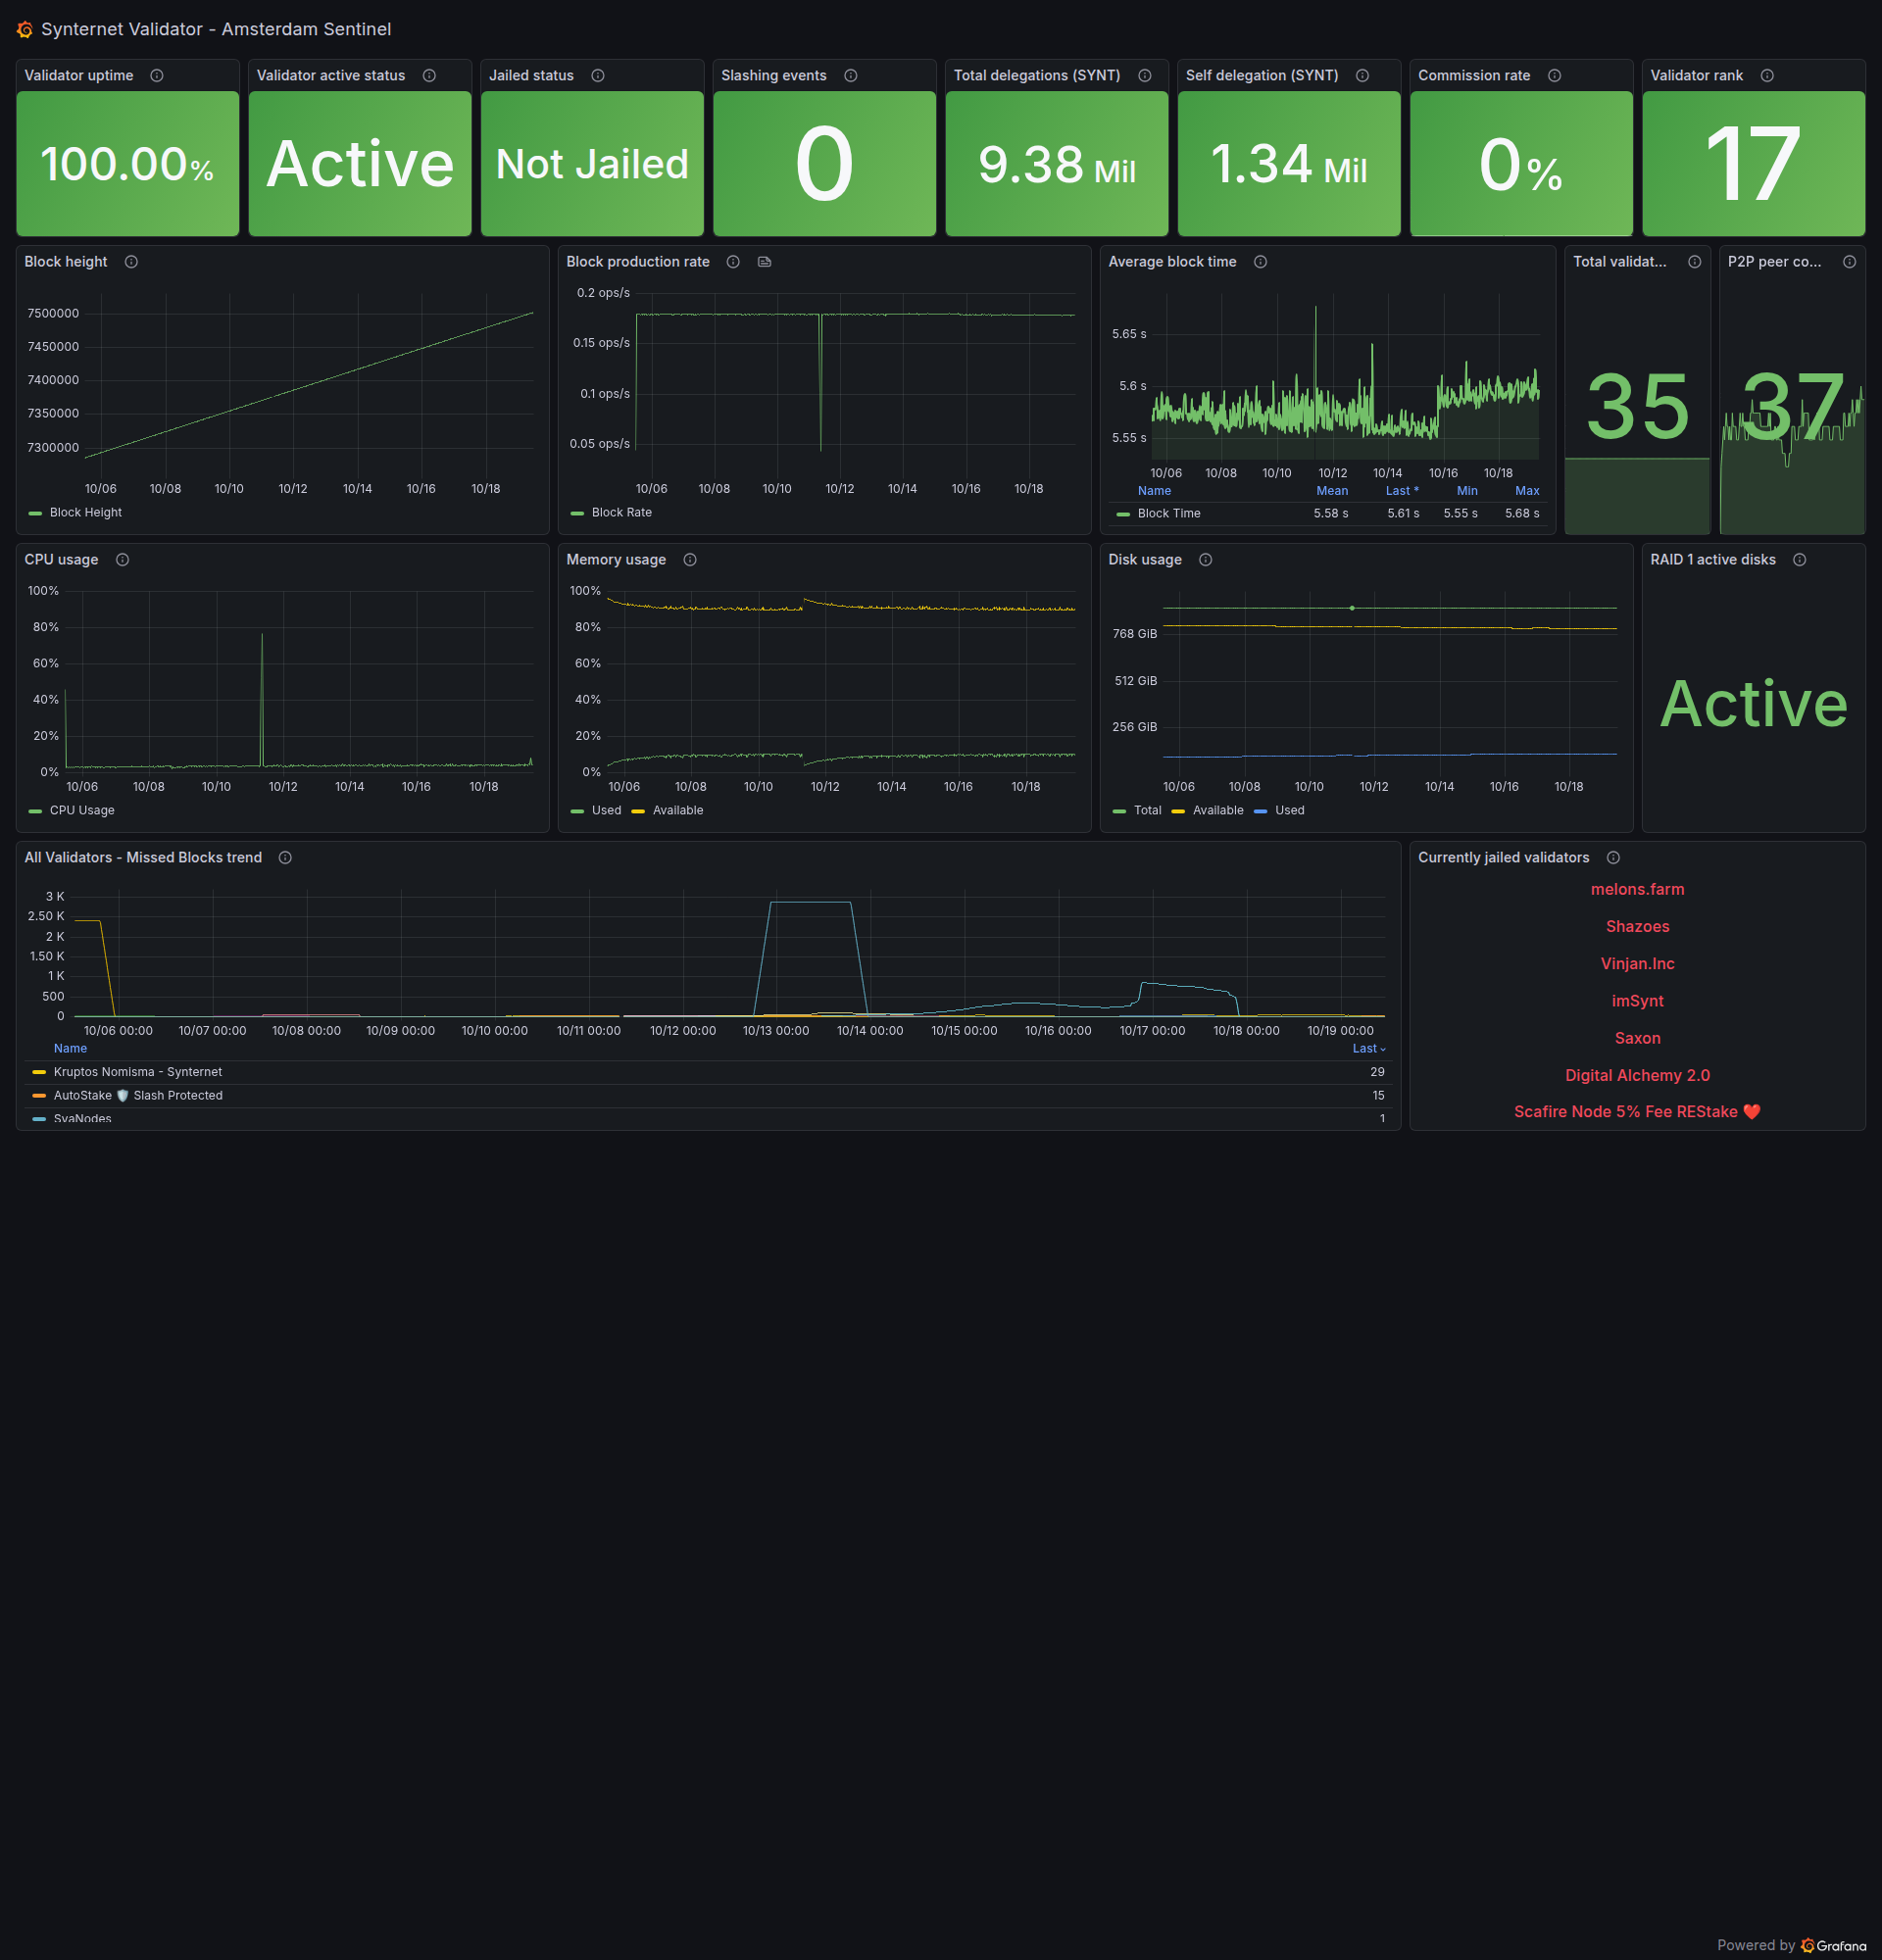 Synternet Validator - Amsterdam Sentinel
Validator uptime
100.00%
Validator active status
Active
Jailed status
Not Jailed
Slashing events
0
Total delegations (SYNT)
9.38 Mil
Self delegation (SYNT)
1.34 Mil
Commission rate
0%
Validator rank
17
Block height
7500000
7450000
7400000
7350000
7300000
10/06 10/08 10/10 10/12 10/14 10/16 10/18
Block Height
Block production rate
0.2 ops/s
0.15 ops/s
0.1 ops/s
0.05 ops/s
10/06 10/08 10/10 10/12 10/14 10/16 10/18
Block Rate
Average block time
5.65 s
5.6 s
5.55 s
10/06 10/08 10/10 10/12 10/14 10/16 10/18
Name Mean Last * Min Max
Block TIme 5.58 s 5.61 s 5.55 s 5.68 s
Total validat...
35
P2P peer co...
37
CPU usage
100%
80%
60%
40%
20%
0%
10/06 10/08 10/10 10/12 10/14 10/16 10/18
CPU Usage
Memory usage
100%
80%
60%
40%
20%
0%
10/06 10/08 10/10 10/12 10/14 10/16 10/18
Used Available
Disk usage
768 GiB
512 GiB
256 GiB
10/06 10/08 10/10 10/12 10/14 10/16 10/18
Total Available Used
RAID 1 active disks
Active
All Validators - Missed Blocks trend
3 K
2.50 K
2 K
1.50 K
1 K
500
0
10/06 00:00 10/07 00:00 10/08 00:00 10/09 00:00 10/10 00:00 10/11 00:00 10/12 00:00 10/13 00:00 10/14 00:00 10/15 00:00 10/16 00:00 10/17 00:00 10/18 00:00 10/19 00:00
Name Last
Kruptos Nomisma - Synternet 29
AutoStake 🛡️ Slash Protected 15
SvaNodes 1
Currently jailed validators
melons.farm
Shazoes
Vinjan.Inc
imSynt
Saxon
Digital Alchemy 2.0
Scafire Node 5% Fee REStake ❤️
Powered by Grafana